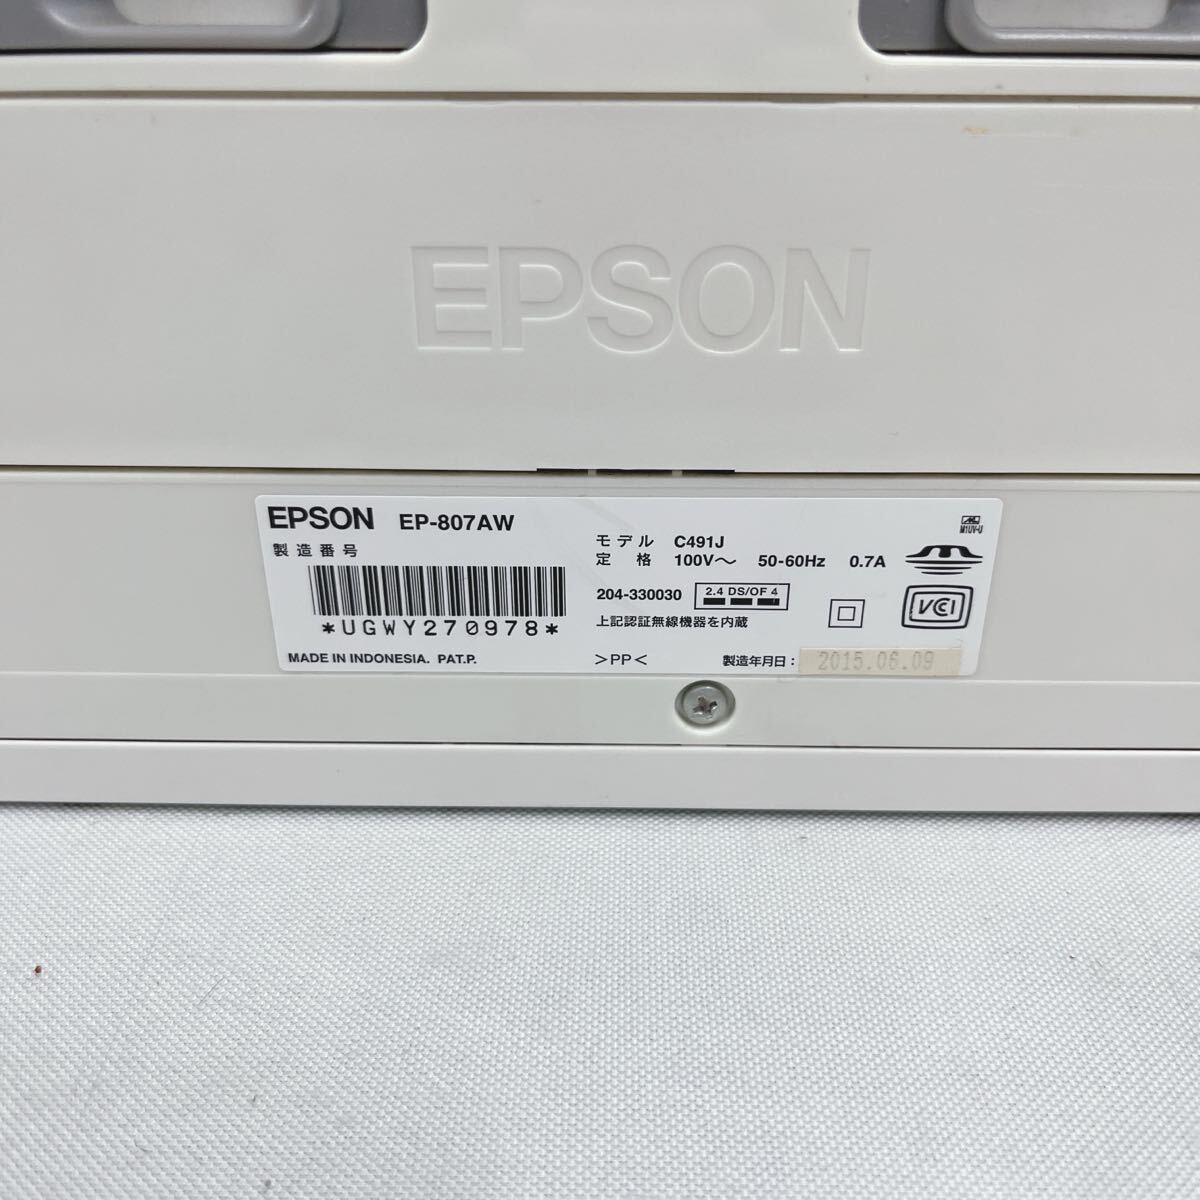 EPSON
EPSON EP-807AW
製造番号
*UGWY270978*
MADE IN INDONESIA. PAT.P.
モデル C491J
定格 100V～ 50-60Hz 0.7A
204-330030 2.4 DS/OF 4
上記認証無線機器を内蔵
>PP<
製造年月日: 2015.06.09
M1UV-U
VCI